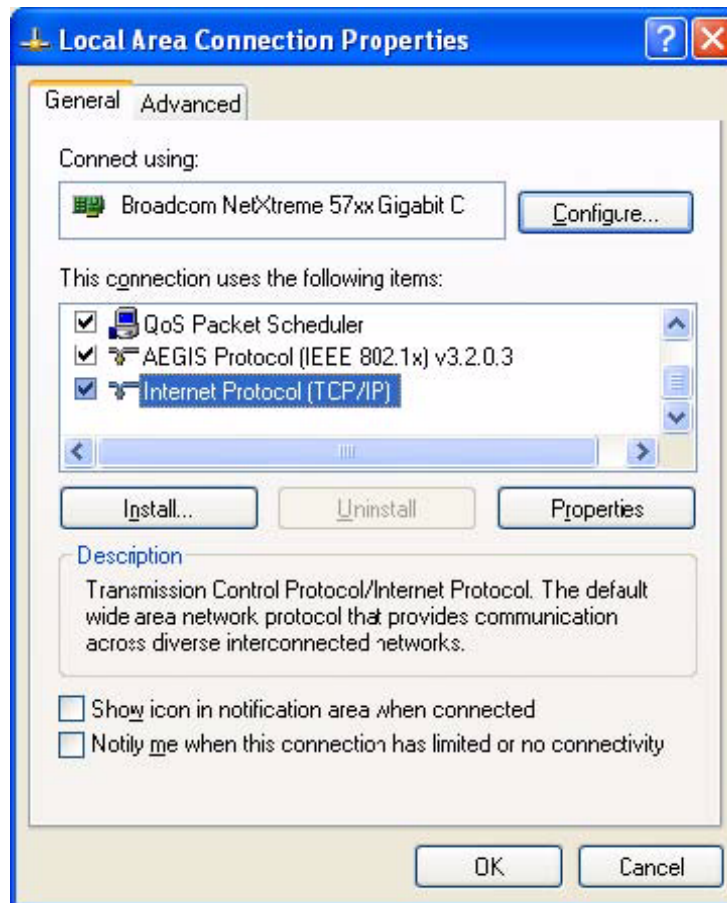 Local Area Connection Properties
General
Advanced
Connect using:
Broadcom NetXtreme 57xx Gigabit C
Configure...
This connection uses the following items:
QoS Packet Scheduler
AEGIS Protocol (IEEE 802.1x) v3.2.0.3
Internet Protocol (TCP/IP)
Install...
Uninstall
Properties
Description
Transmission Control Protocol/Internet Protocol. The default
wide area network protocol that provides communication
across diverse interconnected networks.
Show icon in notification area when connected
Notify me when this connection has limited or no connectivity
OK
Cancel